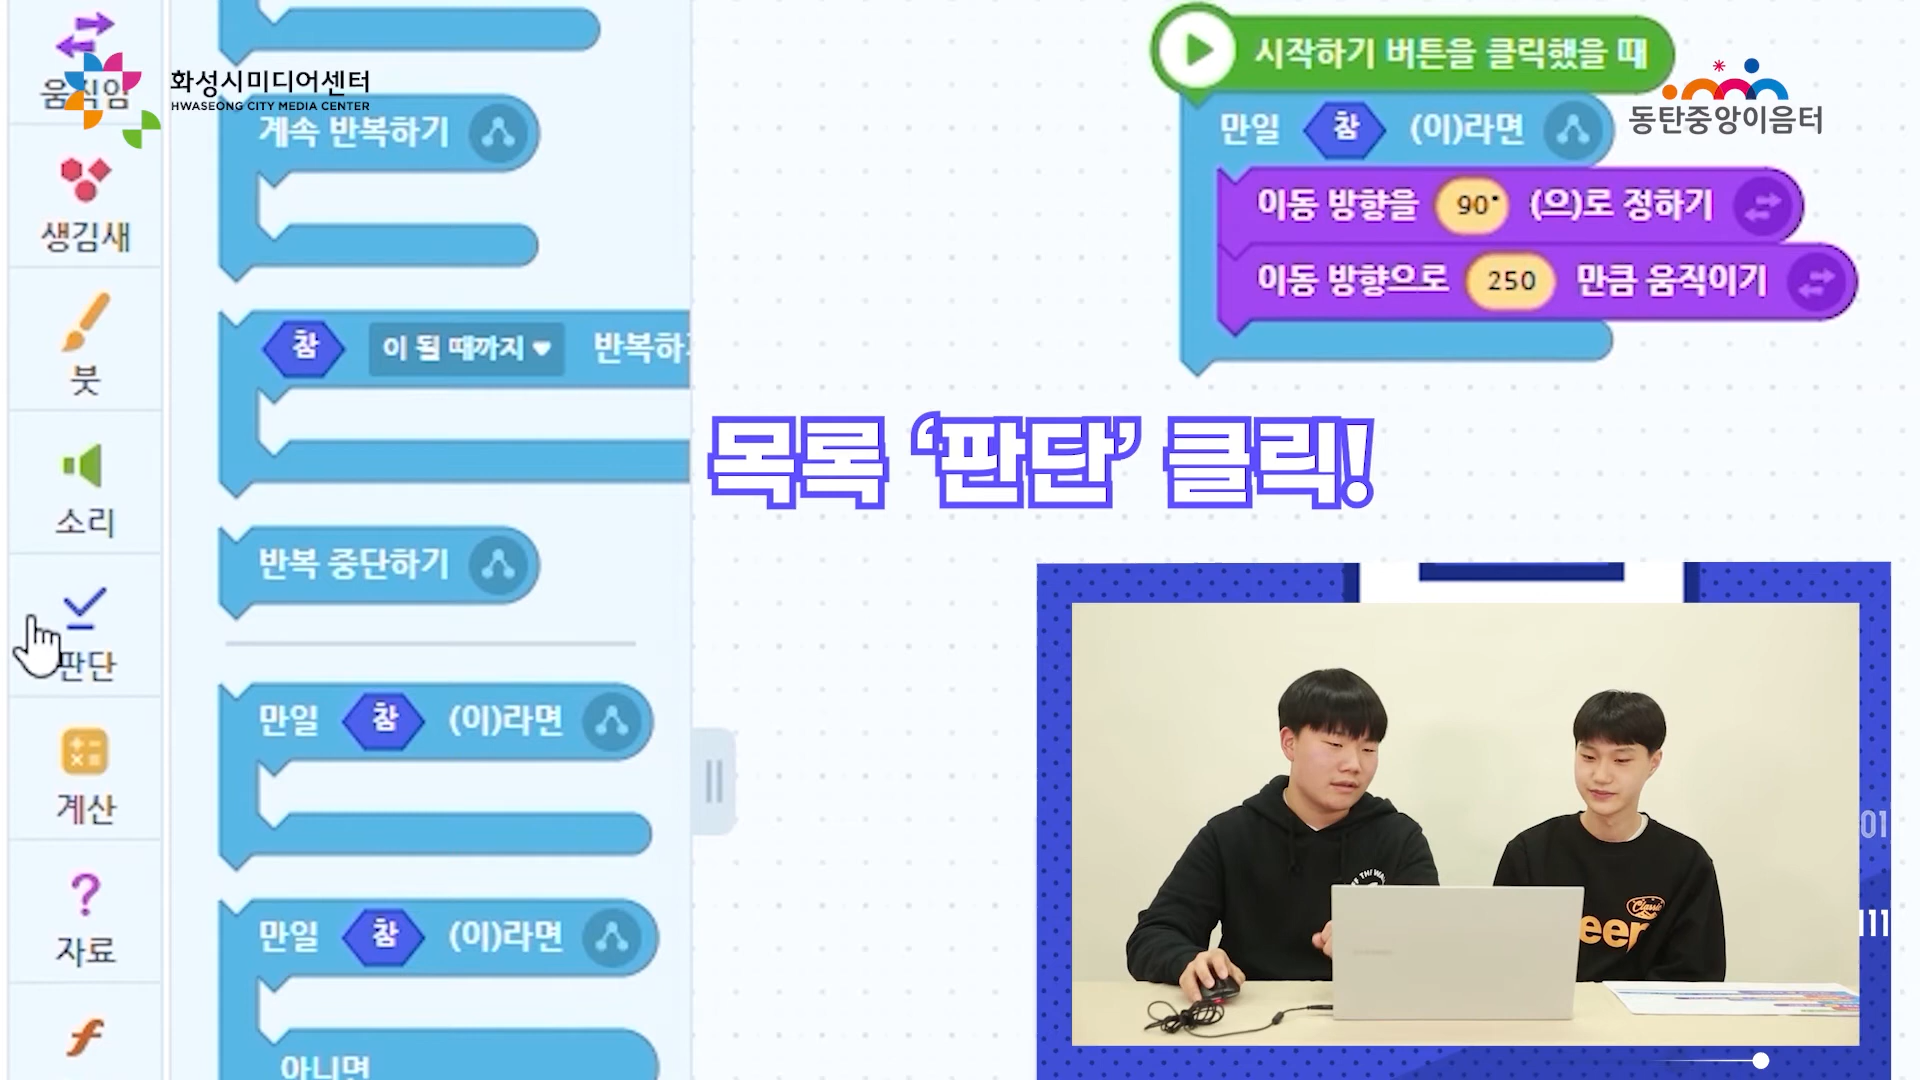 움직임
화성시미디어센터
HWASEONG CITY MEDIA CENTER
생김새
붓
소리
판단
계산
자료
계속 반복하기
참 이 될 때까지 ▼ 반복하기
반복 중단하기
만일 참 (이)라면
만일 참 (이)라면
아니면
시작하기 버튼을 클릭했을 때
만일 참 (이)라면
이동 방향을 90° (으)로 정하기
이동 방향으로 250 만큼 움직이기
동탄중앙이음터
목록 ‘판단’ 클릭!
Classic
01
111